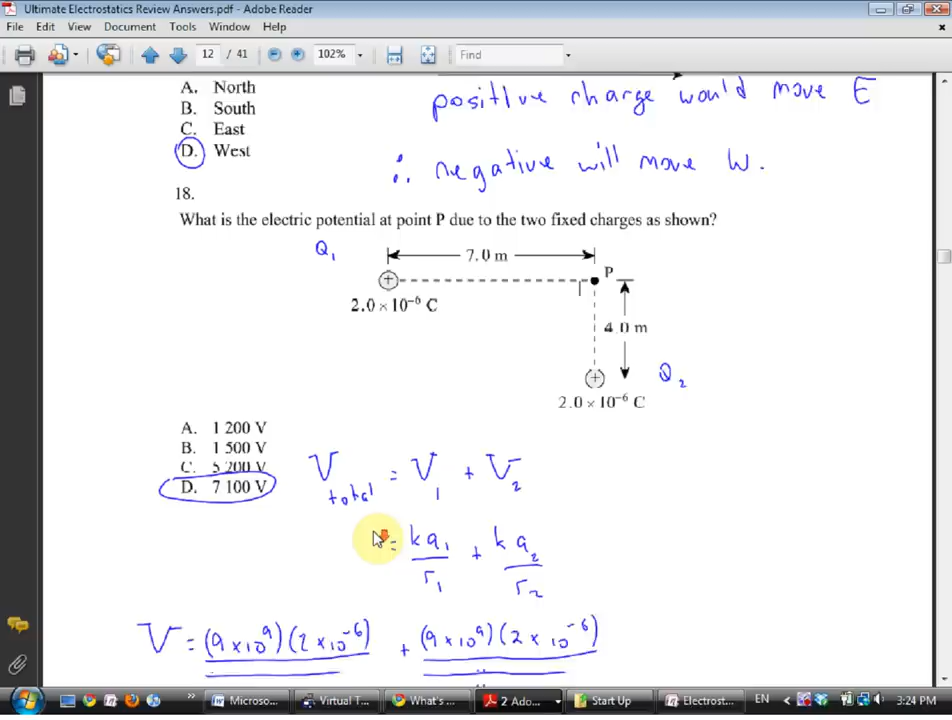 Ultimate Electrostatics Review Answers.pdf - Adobe Reader
File Edit View Document Tools Window Help
12 / 41 102% Find
A. North
B. South
C. East
D. West
positive charge would move E
∴ negative will move W.
18.
What is the electric potential at point P due to the two fixed charges as shown?
Q₁
7.0 m
P
2.0 × 10⁻⁶ C
4.0 m
Q₂
2.0 × 10⁻⁶ C
A. 1 200 V
B. 1 500 V
C. 5 200 V
D. 7 100 V
V total = V₁ + V₂
= kq₁/r₁ + kq₂/r₂
V = (9×10⁹)(2×10⁻⁶) + (9×10⁹)(2×10⁻⁶)
Microso... Virtual T... What's ... 2 Ado... Start Up Electrost... EN 3:24 PM